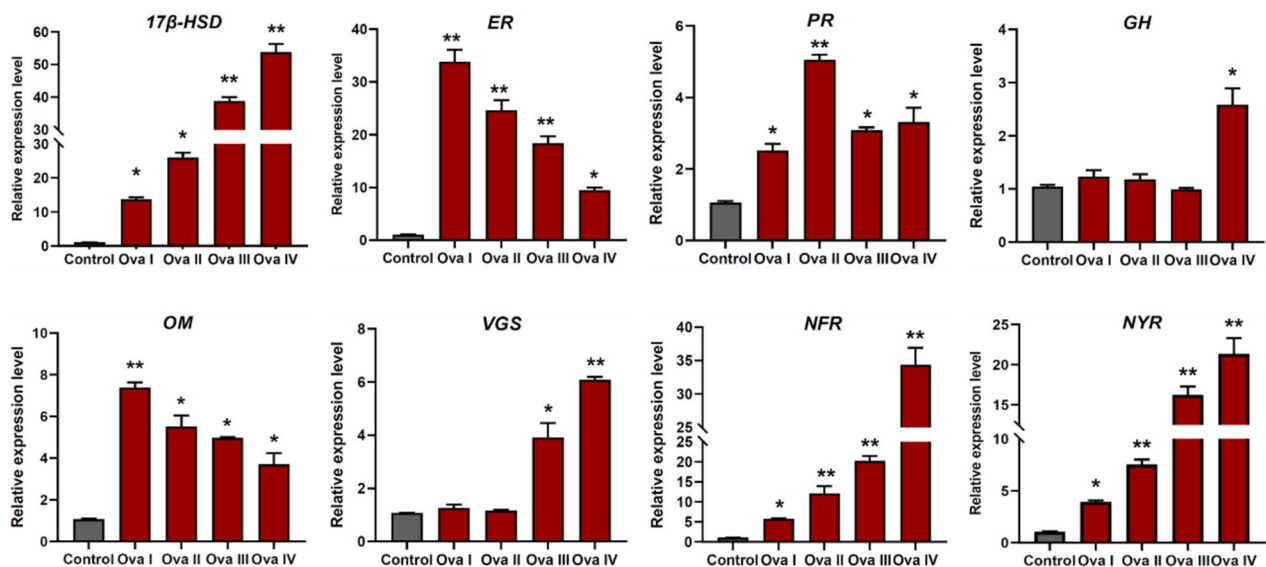 17β-HSD
Relative expression level
60
50
40
30
30
20
10
0
* * ** **
Control Ova I Ova II Ova III Ova IV
ER
Relative expression level
40
30
20
10
0
** ** ** *
Control Ova I Ova II Ova III Ova IV
PR
Relative expression level
6
4
2
0
* ** * *
Control Ova I Ova II Ova III Ova IV
GH
Relative expression level
4
3
2
1
0
*
Control Ova I Ova II Ova III Ova IV
OM
Relative expression level
10
8
6
4
2
0
** * * *
Control Ova I Ova II Ova III Ova IV
VGS
Relative expression level
8
6
4
2
0
* **
Control Ova I Ova II Ova III Ova IV
NFR
Relative expression level
40
35
30
25
25
20
15
10
5
0
* ** ** **
Control Ova I Ova II Ova III Ova IV
NYR
Relative expression level
25
20
15
10
10
5
0
* ** ** **
Control Ova I Ova II Ova III Ova IV